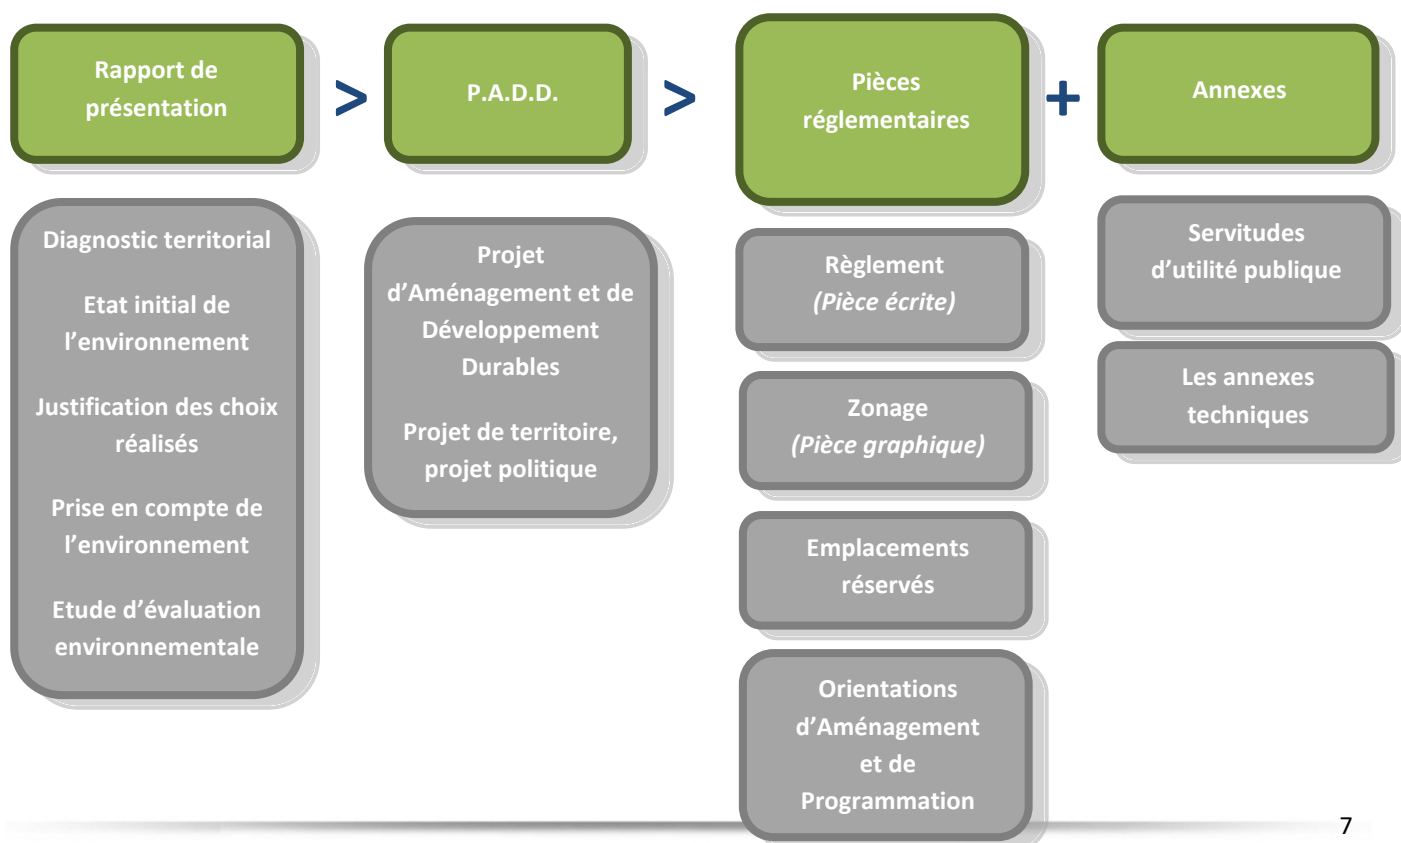 Rapport de
présentation
>
P.A.D.D.
>
Pièces
réglementaires
+
Annexes
Diagnostic territorial
Etat initial de
l’environnement
Justification des choix
réalisés
Prise en compte de
l’environnement
Etude d’évaluation
environnementale
Projet
d’Aménagement et de
Développement
Durables
Projet de territoire,
projet politique
Règlement
(Pièce écrite)
Zonage
(Pièce graphique)
Emplacements
réservés
Orientations
d’Aménagement
et de
Programmation
Servitudes
d’utilité publique
Les annexes
techniques
7